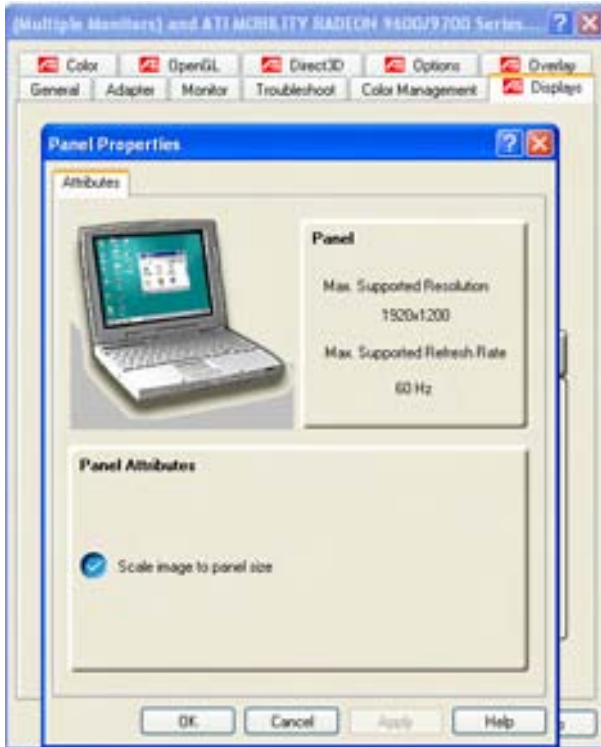 (Multiple Monitors) and ATI MOBILITY RADEON 9600/9700 Series...
Color OpenGL Direct3D Options Overlay
General Adapter Monitor Troubleshoot Color Management Displays
Panel Properties
Attributes
Panel
Max. Supported Resolution
1920x1200
Max. Supported Refresh Rate
60 Hz
Panel Attributes
Scale image to panel size
OK Cancel Apply Help